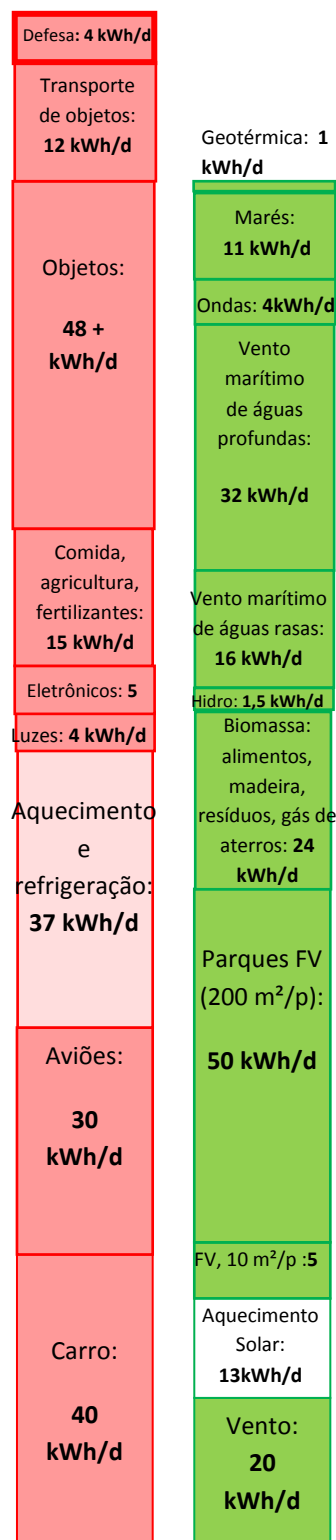 Defesa: 4 kWh/d
Transporte
de objetos:
12 kWh/d
Objetos:
48 +
kWh/d
Comida,
agricultura,
fertilizantes:
15 kWh/d
Eletrônicos: 5
Luzes: 4 kWh/d
Aquecimento
e
refrigeração:
37 kWh/d
Aviões:
30
kWh/d
Carro:
40
kWh/d
Geotérmica: 1
kWh/d
Marés:
11 kWh/d
Ondas: 4kWh/d
Vento
marítimo
de águas
profundas:
32 kWh/d
Vento marítimo
de águas rasas:
16 kWh/d
Hidro: 1,5 kWh/d
Biomassa:
alimentos,
madeira,
resíduos, gás de
aterros: 24
kWh/d
Parques FV
(200 m²/p):
50 kWh/d
FV, 10 m²/p :5
Aquecimento
Solar:
13kWh/d
Vento:
20
kWh/d